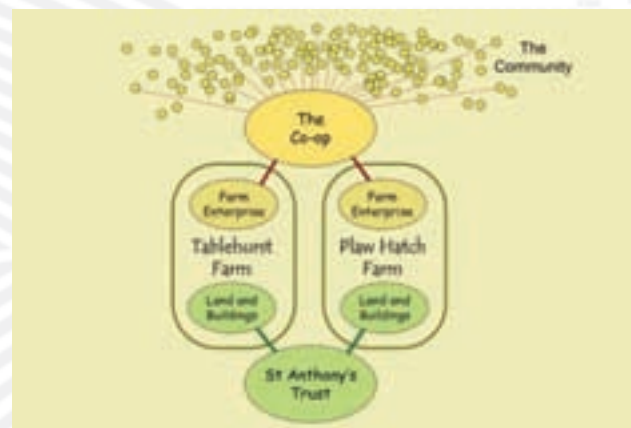 The
Community
The
Co-op
Farm
Enterprise
Farm
Enterprise
Tablehurst
Farm
Plaw Hatch
Farm
Land and
Buildings
Land and
Buildings
St Anthony's
Trust